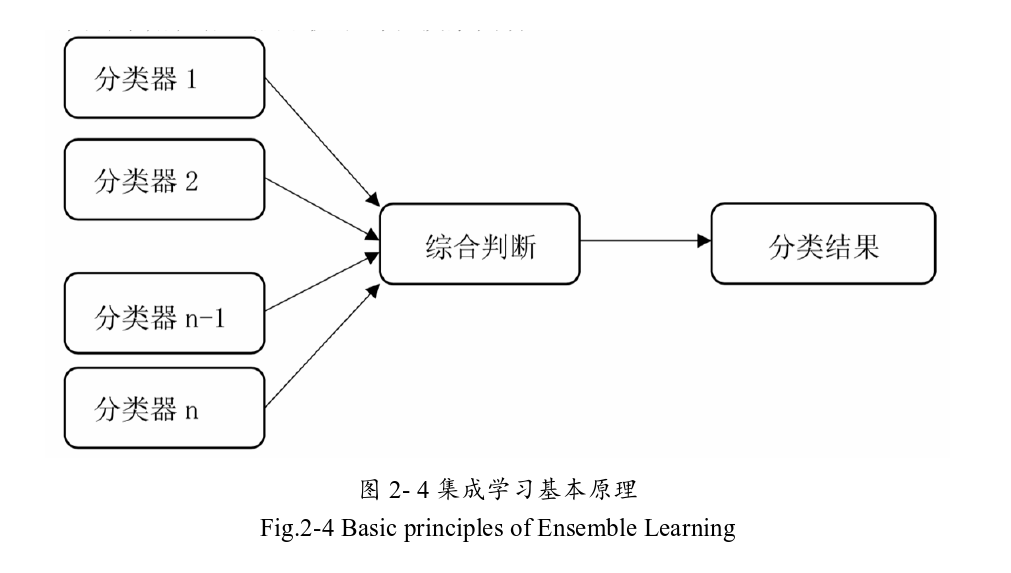 分类器 1
分类器 2
综合判断
分类结果
分类器 n-1
分类器 n
图 2- 4 集成学习基本原理
Fig.2-4 Basic principles of Ensemble Learning